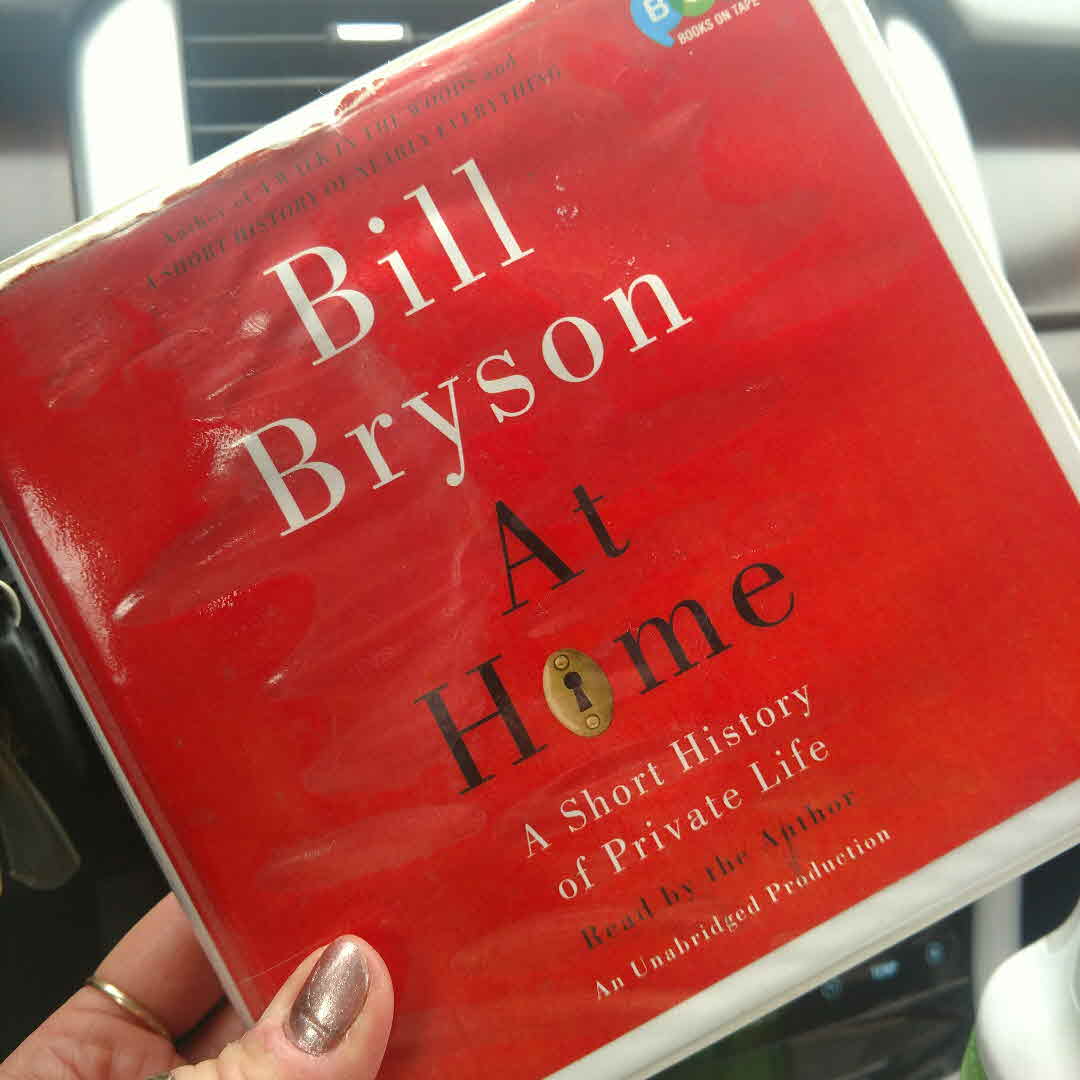 BOOKS ON TAPE
Author of A WALK IN THE WOODS and
A SHORT HISTORY OF NEARLY EVERYTHING
Bill
Bryson
At
Home
A Short History
of Private Life
Read by the Author
An Unabridged Production
TEMP